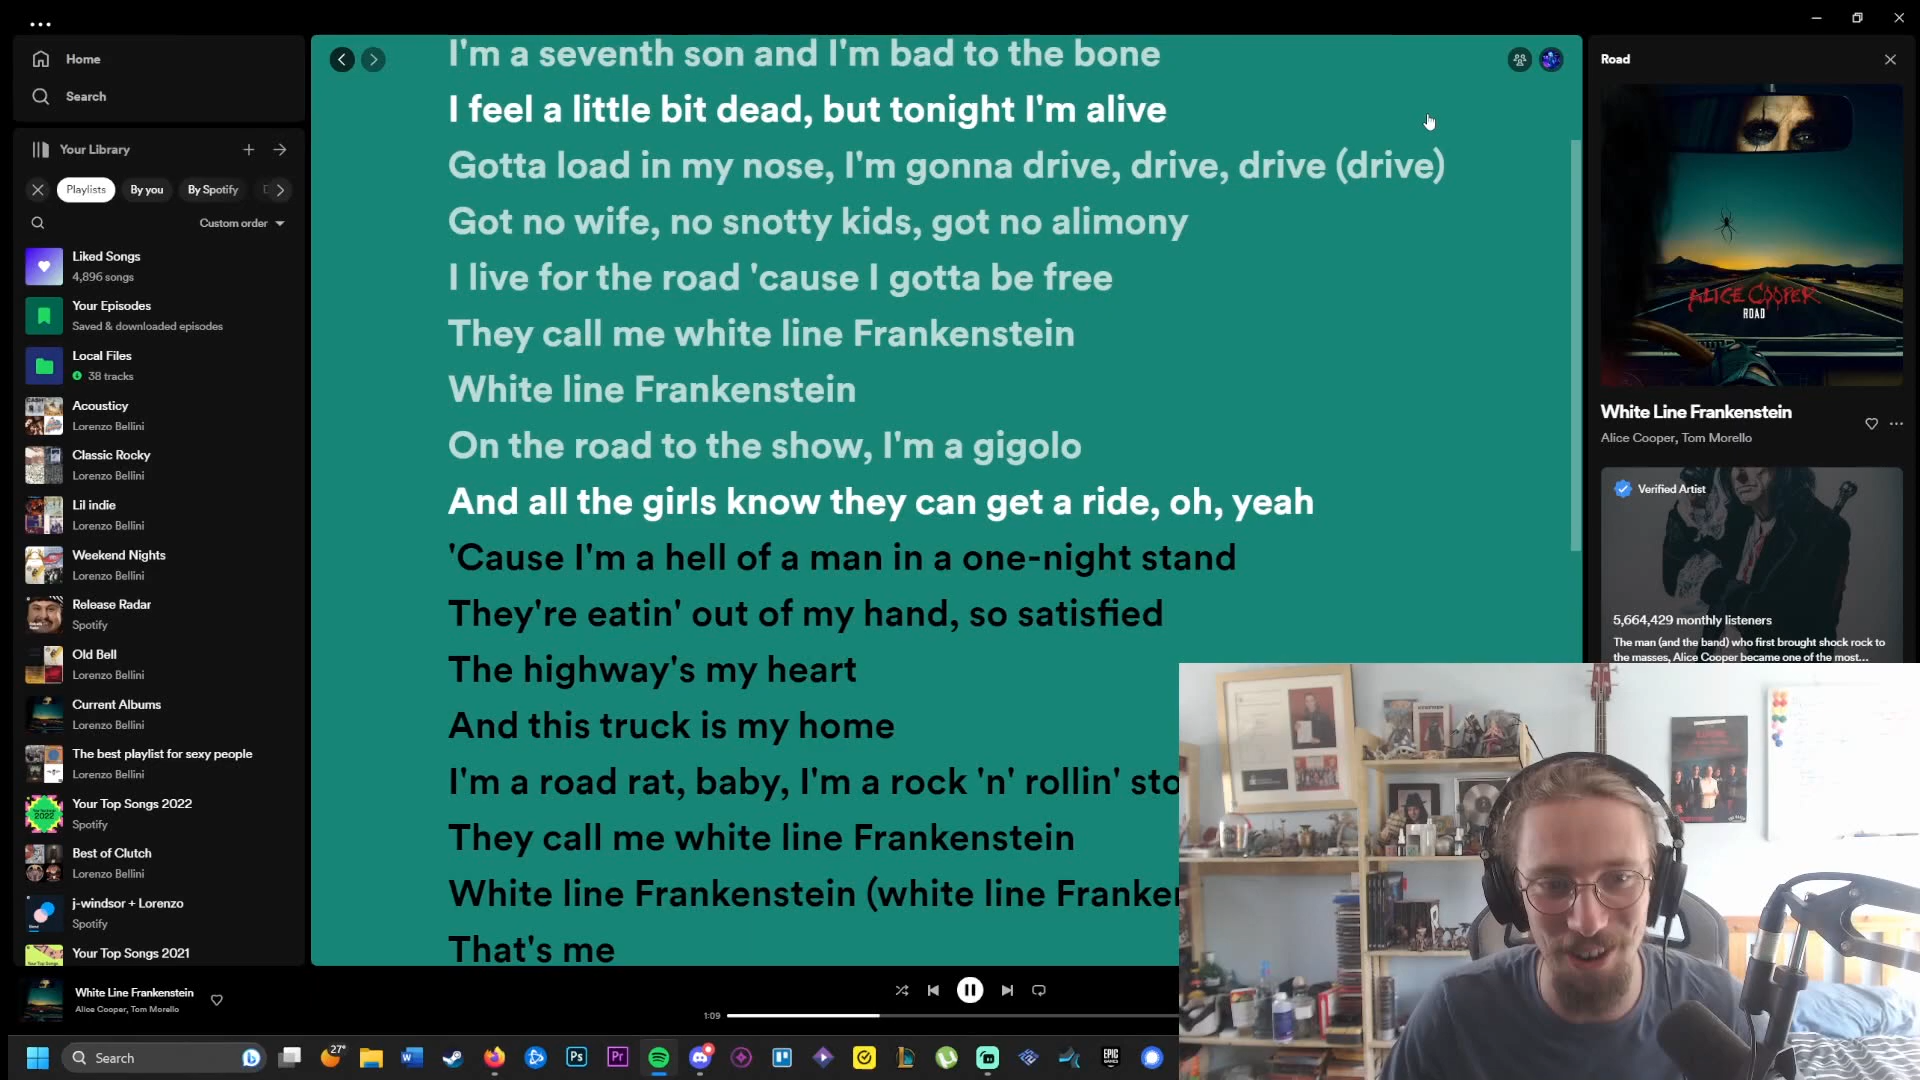 Home
Search
Your Library
Playlists
By you
By Spotify
Custom order
Liked Songs
4,896 songs
Your Episodes
Saved & downloaded episodes
Local Files
38 tracks
Acousticy
Lorenzo Bellini
Classic Rocky
Lorenzo Bellini
Lil indie
Lorenzo Bellini
Weekend Nights
Lorenzo Bellini
Release Radar
Spotify
Old Bell
Lorenzo Bellini
Current Albums
Lorenzo Bellini
The best playlist for sexy people
Lorenzo Bellini
Your Top Songs 2022
Spotify
Best of Clutch
Lorenzo Bellini
j-windsor + Lorenzo
Spotify
Your Top Songs 2021
I'm a seventh son and I'm bad to the bone
I feel a little bit dead, but tonight I'm alive
Gotta load in my nose, I'm gonna drive, drive, drive (drive)
Got no wife, no snotty kids, got no alimony
I live for the road 'cause I gotta be free
They call me white line Frankenstein
White line Frankenstein
On the road to the show, I'm a gigolo
And all the girls know they can get a ride, oh, yeah
'Cause I'm a hell of a man in a one-night stand
They're eatin' out of my hand, so satisfied
The highway's my heart
And this truck is my home
I'm a road rat, baby, I'm a rock 'n' rollin' sto
They call me white line Frankenstein
White line Frankenstein (white line Franken
That's me
Road
ALICE COOPER
ROAD
White Line Frankenstein
Alice Cooper, Tom Morello
Verified Artist
5,664,429 monthly listeners
The man (and the band) who first brought shock rock to
the masses, Alice Cooper became one of the most...
White Line Frankenstein
Alice Cooper, Tom Morello
1:09
Search
27°
Ps
Pr
EPIC